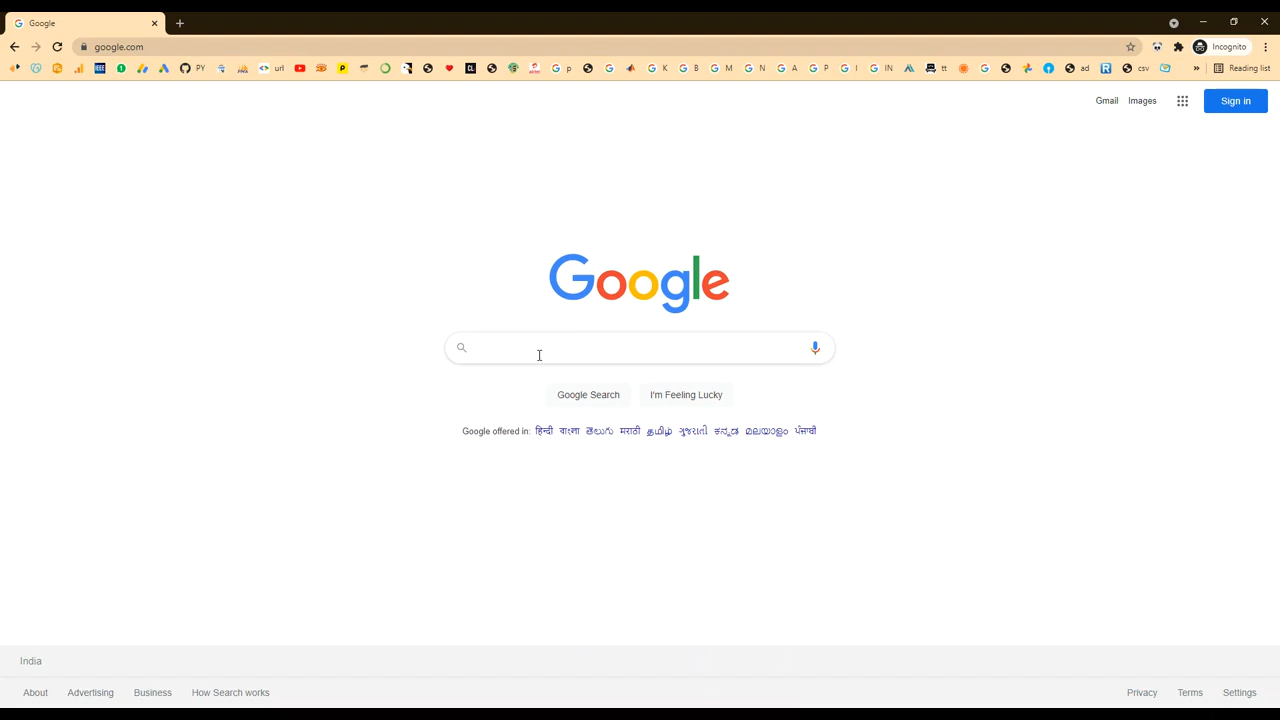 Google
google.com
Incognito
PY url p K B M N A P I IN tt ad csv Reading list
Gmail Images Sign in
Google
Google Search I'm Feeling Lucky
Google offered in: हिन्दी বাংলা తెలుగు मराठी தமிழ் ગુજરાતી ಕನ್ನಡ മലയാളം ਪੰਜਾਬੀ
India
About Advertising Business How Search works Privacy Terms Settings